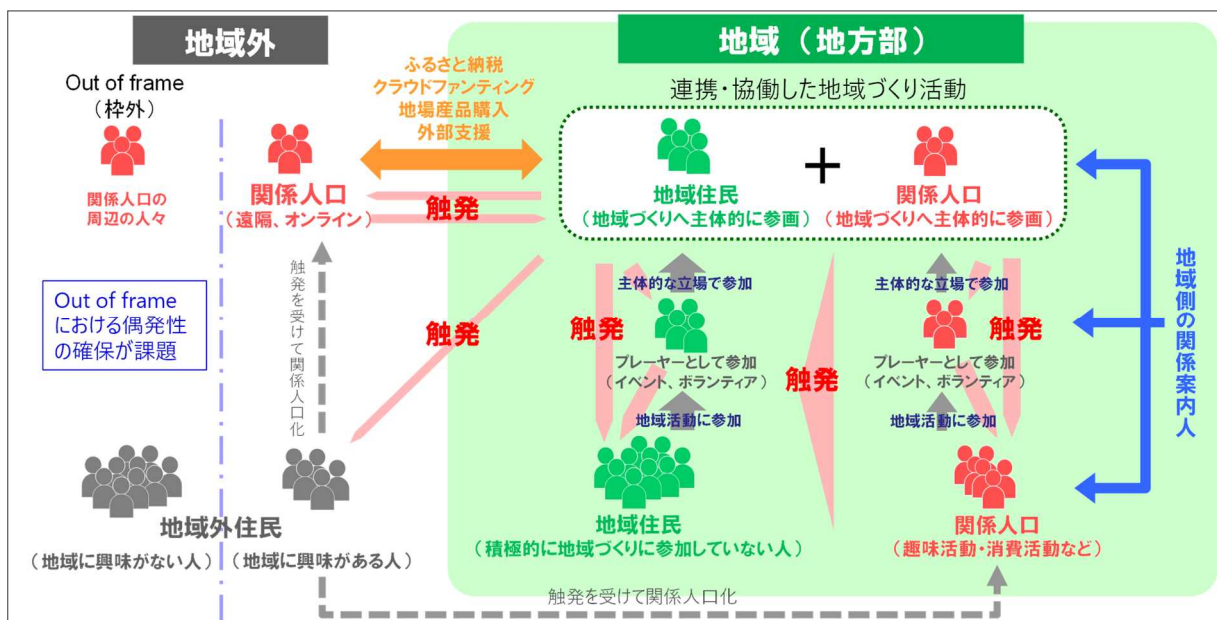 地域外
地域（地方部）
Out of frame
（枠外）
ふるさと納税
クラウドファンティング
地場産品購入
外部支援
連携・協働した地域づくり活動
関係人口の
周辺の人々
関係人口
（遠隔、オンライン）
触発
地域住民
（地域づくりへ主体的に参画）
＋
関係人口
（地域づくりへ主体的に参画）
触発を受けて関係人口化
Out of frame
における偶発性
の確保が課題
触発
触発
主体的な立場で参加
プレーヤーとして参加
（イベント、ボランティア）
地域活動に参加
触発
主体的な立場で参加
触発
プレーヤーとして参加
（イベント、ボランティア）
地域活動に参加
地域側の関係案内人
地域外住民
（地域に興味がない人）
（地域に興味がある人）
地域住民
（積極的に地域づくりに参加していない人）
関係人口
（趣味活動・消費活動など）
触発を受けて関係人口化